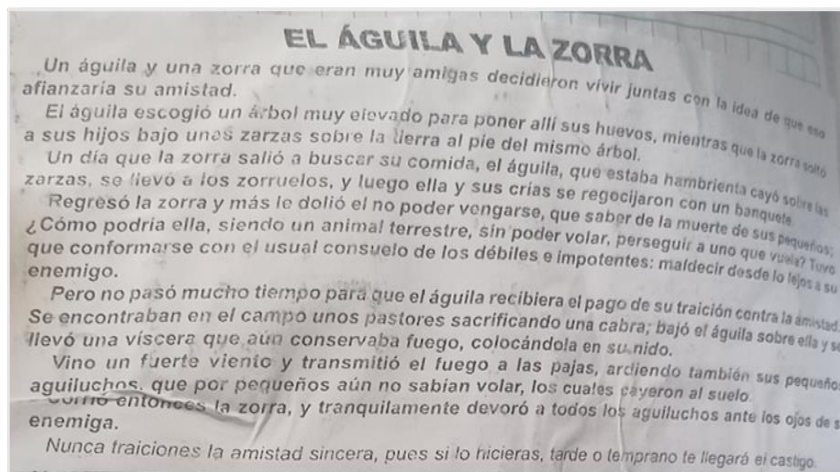 EL ÁGUILA Y LA ZORRA
Un águila y una zorra que eran muy amigas decidieron vivir juntas con la idea de que eso
afianzaría su amistad.
El águila escogió un árbol muy elevado para poner allí sus huevos, mientras que la zorra soltó
a sus hijos bajo unas zarzas sobre la tierra al pie del mismo árbol.
Un día que la zorra salió a buscar su comida, el águila, que estaba hambrienta cayó sobre las
zarzas, se llevó a los zorruelos, y luego ella y sus crías se regocijaron con un banquete.
Regresó la zorra y más le dolió el no poder vengarse, que saber de la muerte de sus pequeños;
¿Cómo podría ella, siendo un animal terrestre, sin poder volar, perseguir a uno que vuela? Tuvo
que conformarse con el usual consuelo de los débiles e impotentes: maldecir desde lo lejos a su
enemigo.
Pero no pasó mucho tiempo para que el águila recibiera el pago de su traición contra la amistad.
Se encontraban en el campo unos pastores sacrificando una cabra; bajó el águila sobre ella y se
llevó una víscera que aún conservaba fuego, colocándola en su nido.
Vino un fuerte viento y transmitió el fuego a las pajas, ardiendo también sus pequeños
aguiluchos, que por pequeños aún no sabian volar, los cuales cayeron al suelo.
Corrió entonces la zorra, y tranquilamente devoró a todos los aguiluchos ante los ojos de s
enemiga.
Nunca traiciones la amistad sincera, pues si lo hicieras, tarde o temprano te llegará el castigo.